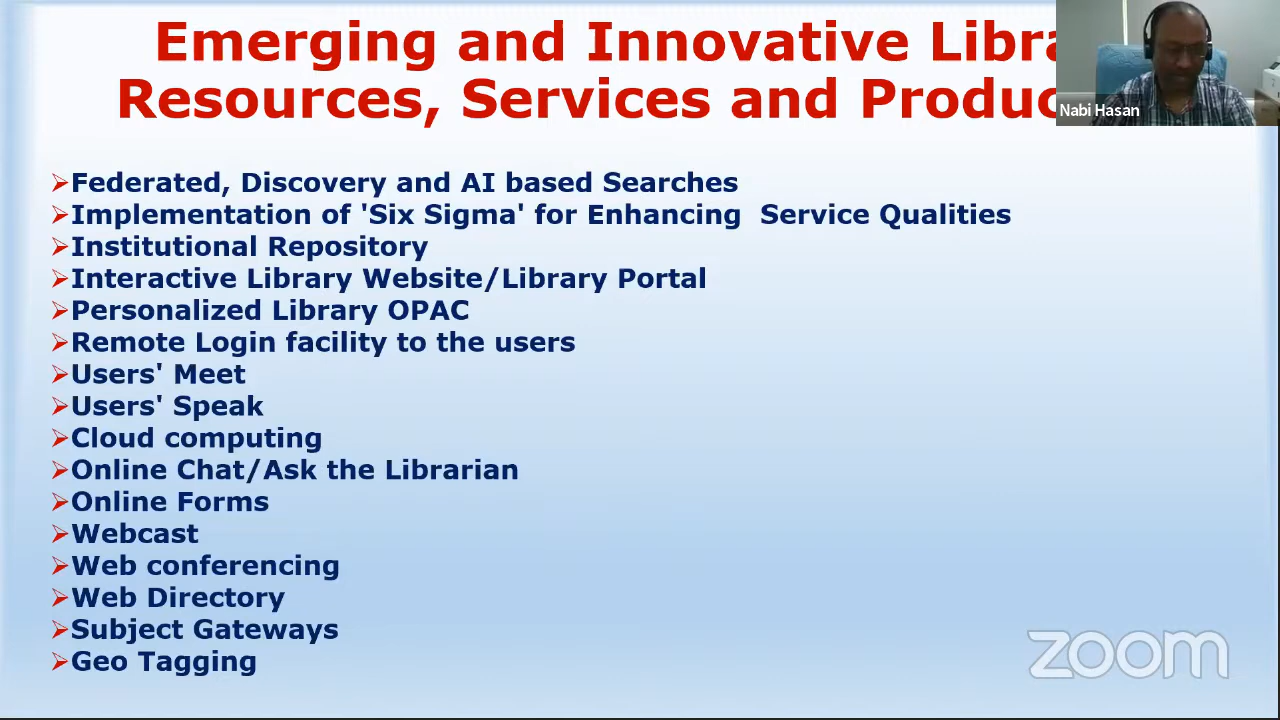 Emerging and Innovative Libra
Resources, Services and Produc
Nabi Hasan
Federated, Discovery and AI based Searches
Implementation of 'Six Sigma' for Enhancing  Service Qualities
Institutional Repository
Interactive Library Website/Library Portal
Personalized Library OPAC
Remote Login facility to the users
Users' Meet
Users' Speak
Cloud computing
Online Chat/Ask the Librarian
Online Forms
Webcast
Web conferencing
Web Directory
Subject Gateways
Geo Tagging
zoom